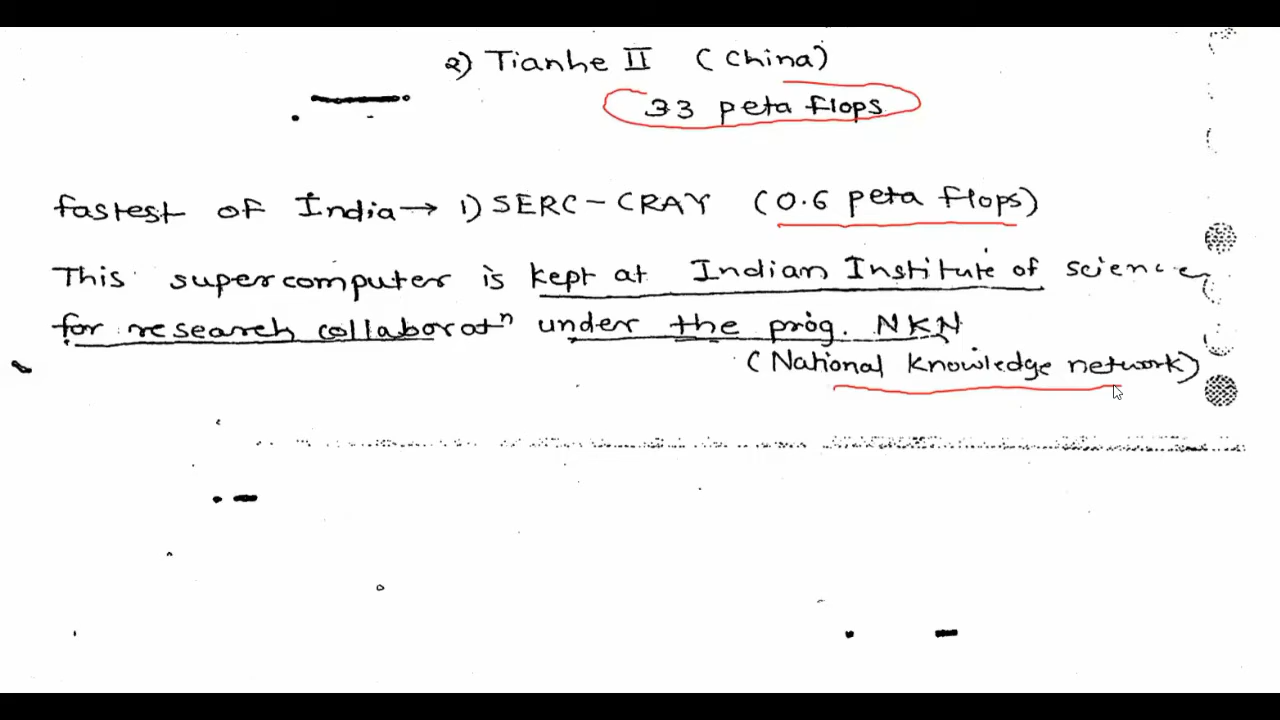 2) Tianhe II (China)
33 peta flops
fastest of India → 1) SERC - CRAY (0.6 peta flops)
This supercomputer is kept at Indian Institute of science
for research collaboratⁿ under the prog. NKN
(National Knowledge network)